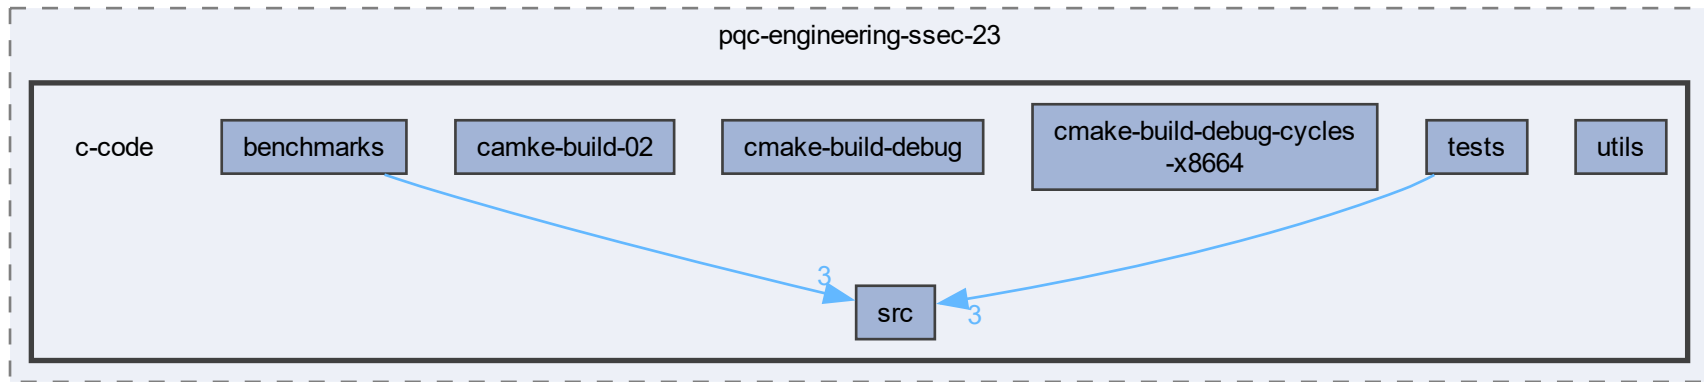 pqc-engineering-ssec-23
c-code
benchmarks
camke-build-02
cmake-build-debug
cmake-build-debug-cycles
-x8664
tests
utils
3
src
3